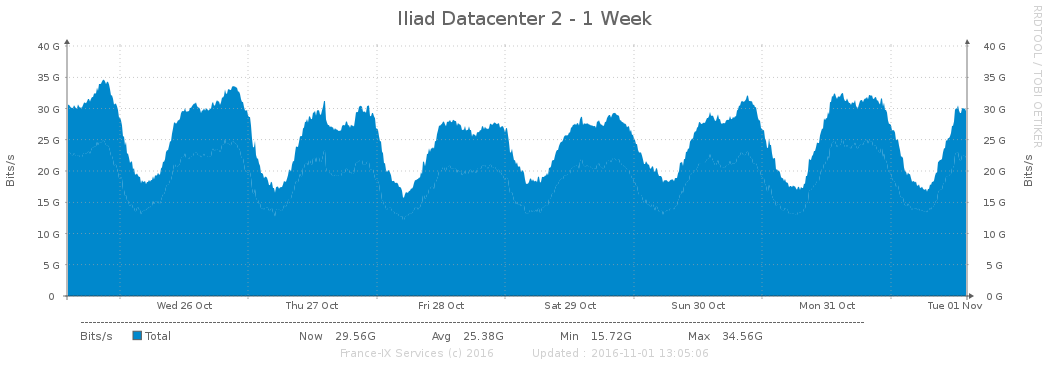 Iliad Datacenter 2 - 1 Week
RRDTOOL / TOBI OETIKER
Bits/s
40 G 40 G
35 G 35 G
30 G 30 G
25 G 25 G
20 G 20 G
15 G 15 G
10 G 10 G
5 G 5 G
0 0 G
Bits/s
Wed 26 Oct Thu 27 Oct Fri 28 Oct Sat 29 Oct Sun 30 Oct Mon 31 Oct Tue 01 Nov
Bits/s Total Now 29.56G Avg 25.38G Min 15.72G Max 34.56G
France-IX Services (c) 2016 Updated : 2016-11-01 13:05:06